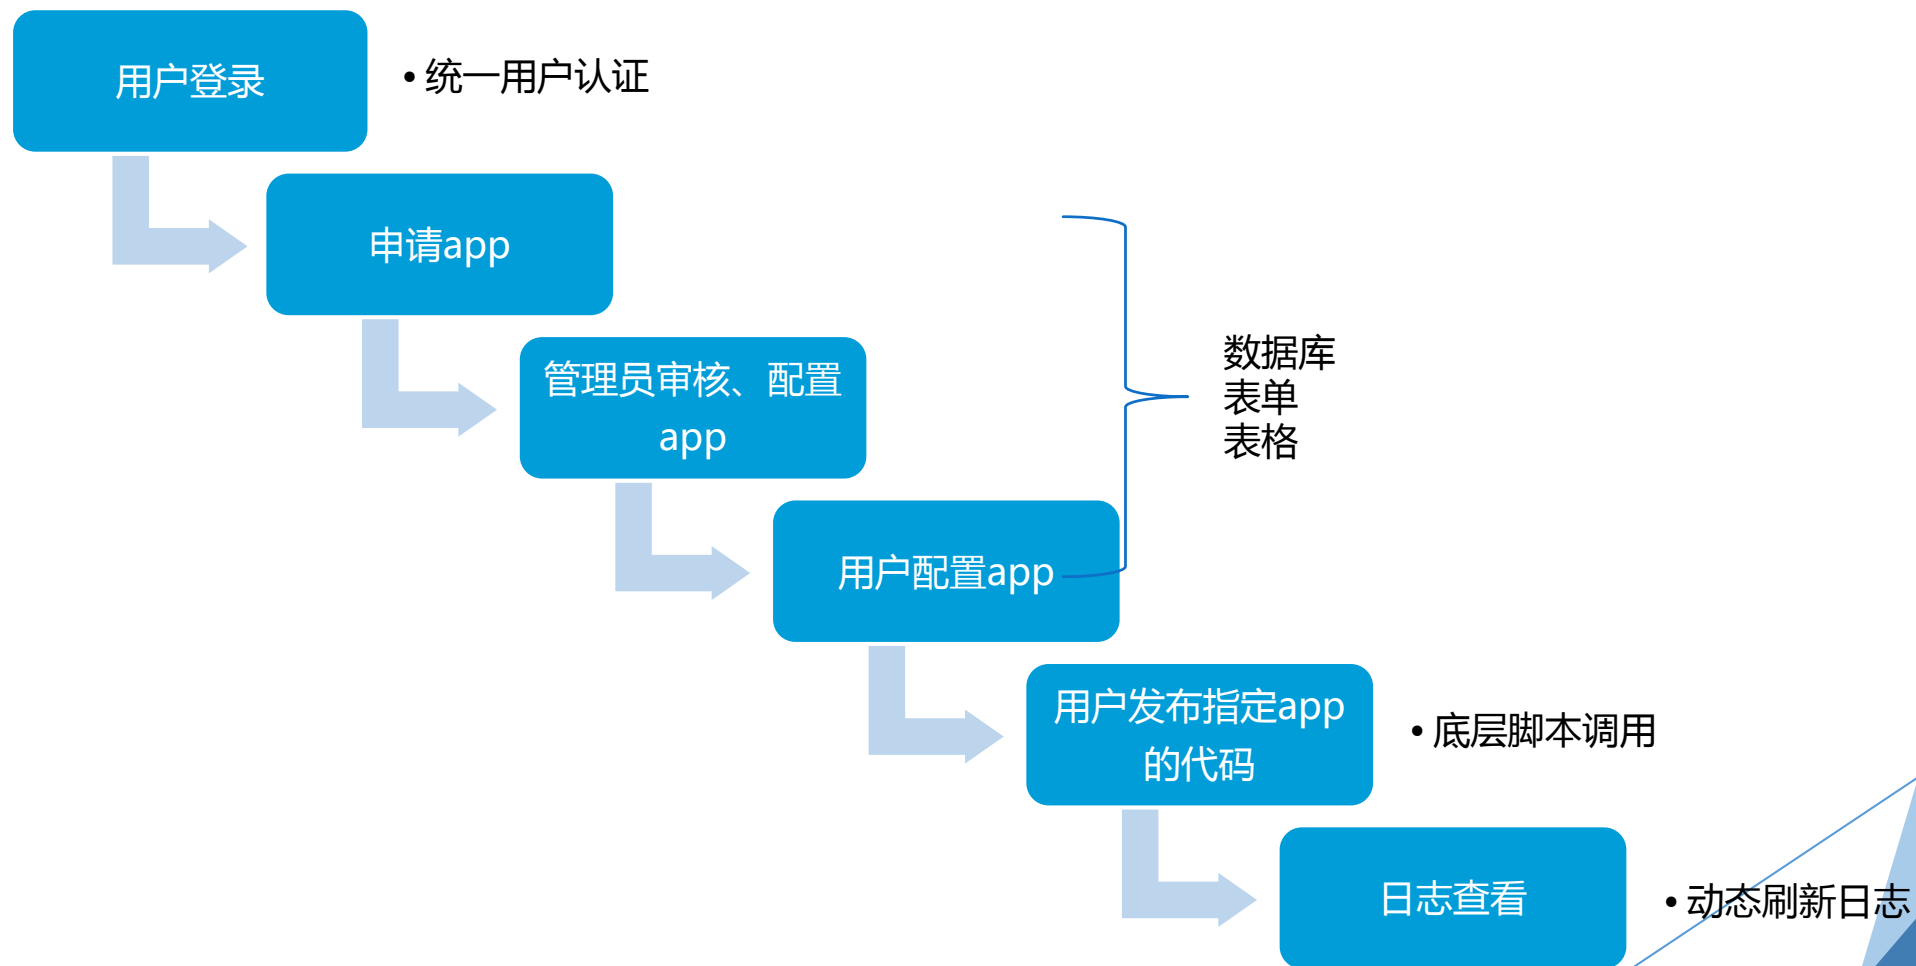 用户登录
• 统一用户认证
申请app
管理员审核、配置
app
数据库
表单
表格
用户配置app
用户发布指定app
的代码
• 底层脚本调用
日志查看
• 动态刷新日志